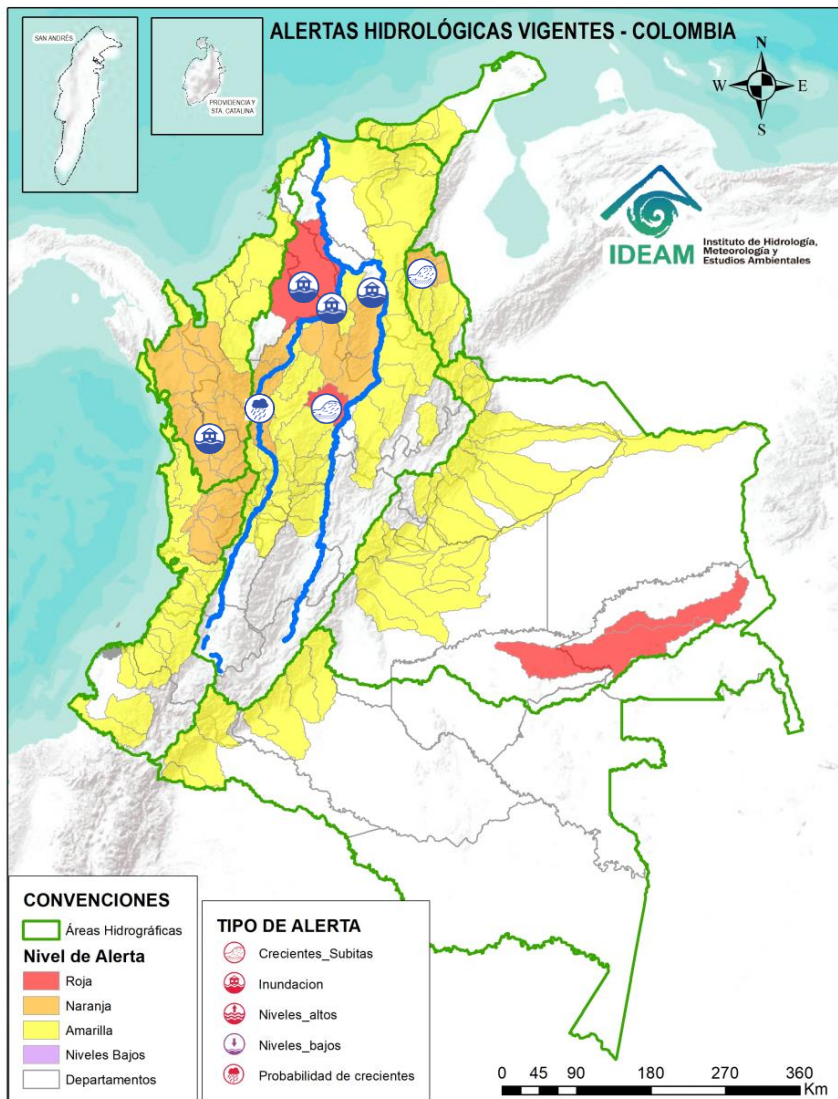 ALERTAS HIDROLÓGICAS VIGENTES - COLOMBIA
SAN ANDRÉS
PROVIDENCIA Y
STA. CATALINA
N
W
E
S
IDEAM
Instituto de Hidrología,
Meteorología y
Estudios Ambientales
CONVENCIONES
Áreas Hidrográficas
Nivel de Alerta
Roja
Naranja
Amarilla
Niveles Bajos
Departamentos
TIPO DE ALERTA
Crecientes_Subitas
Inundacion
Niveles_altos
Niveles_bajos
Probabilidad de crecientes
0 45 90 180 270 360
Km